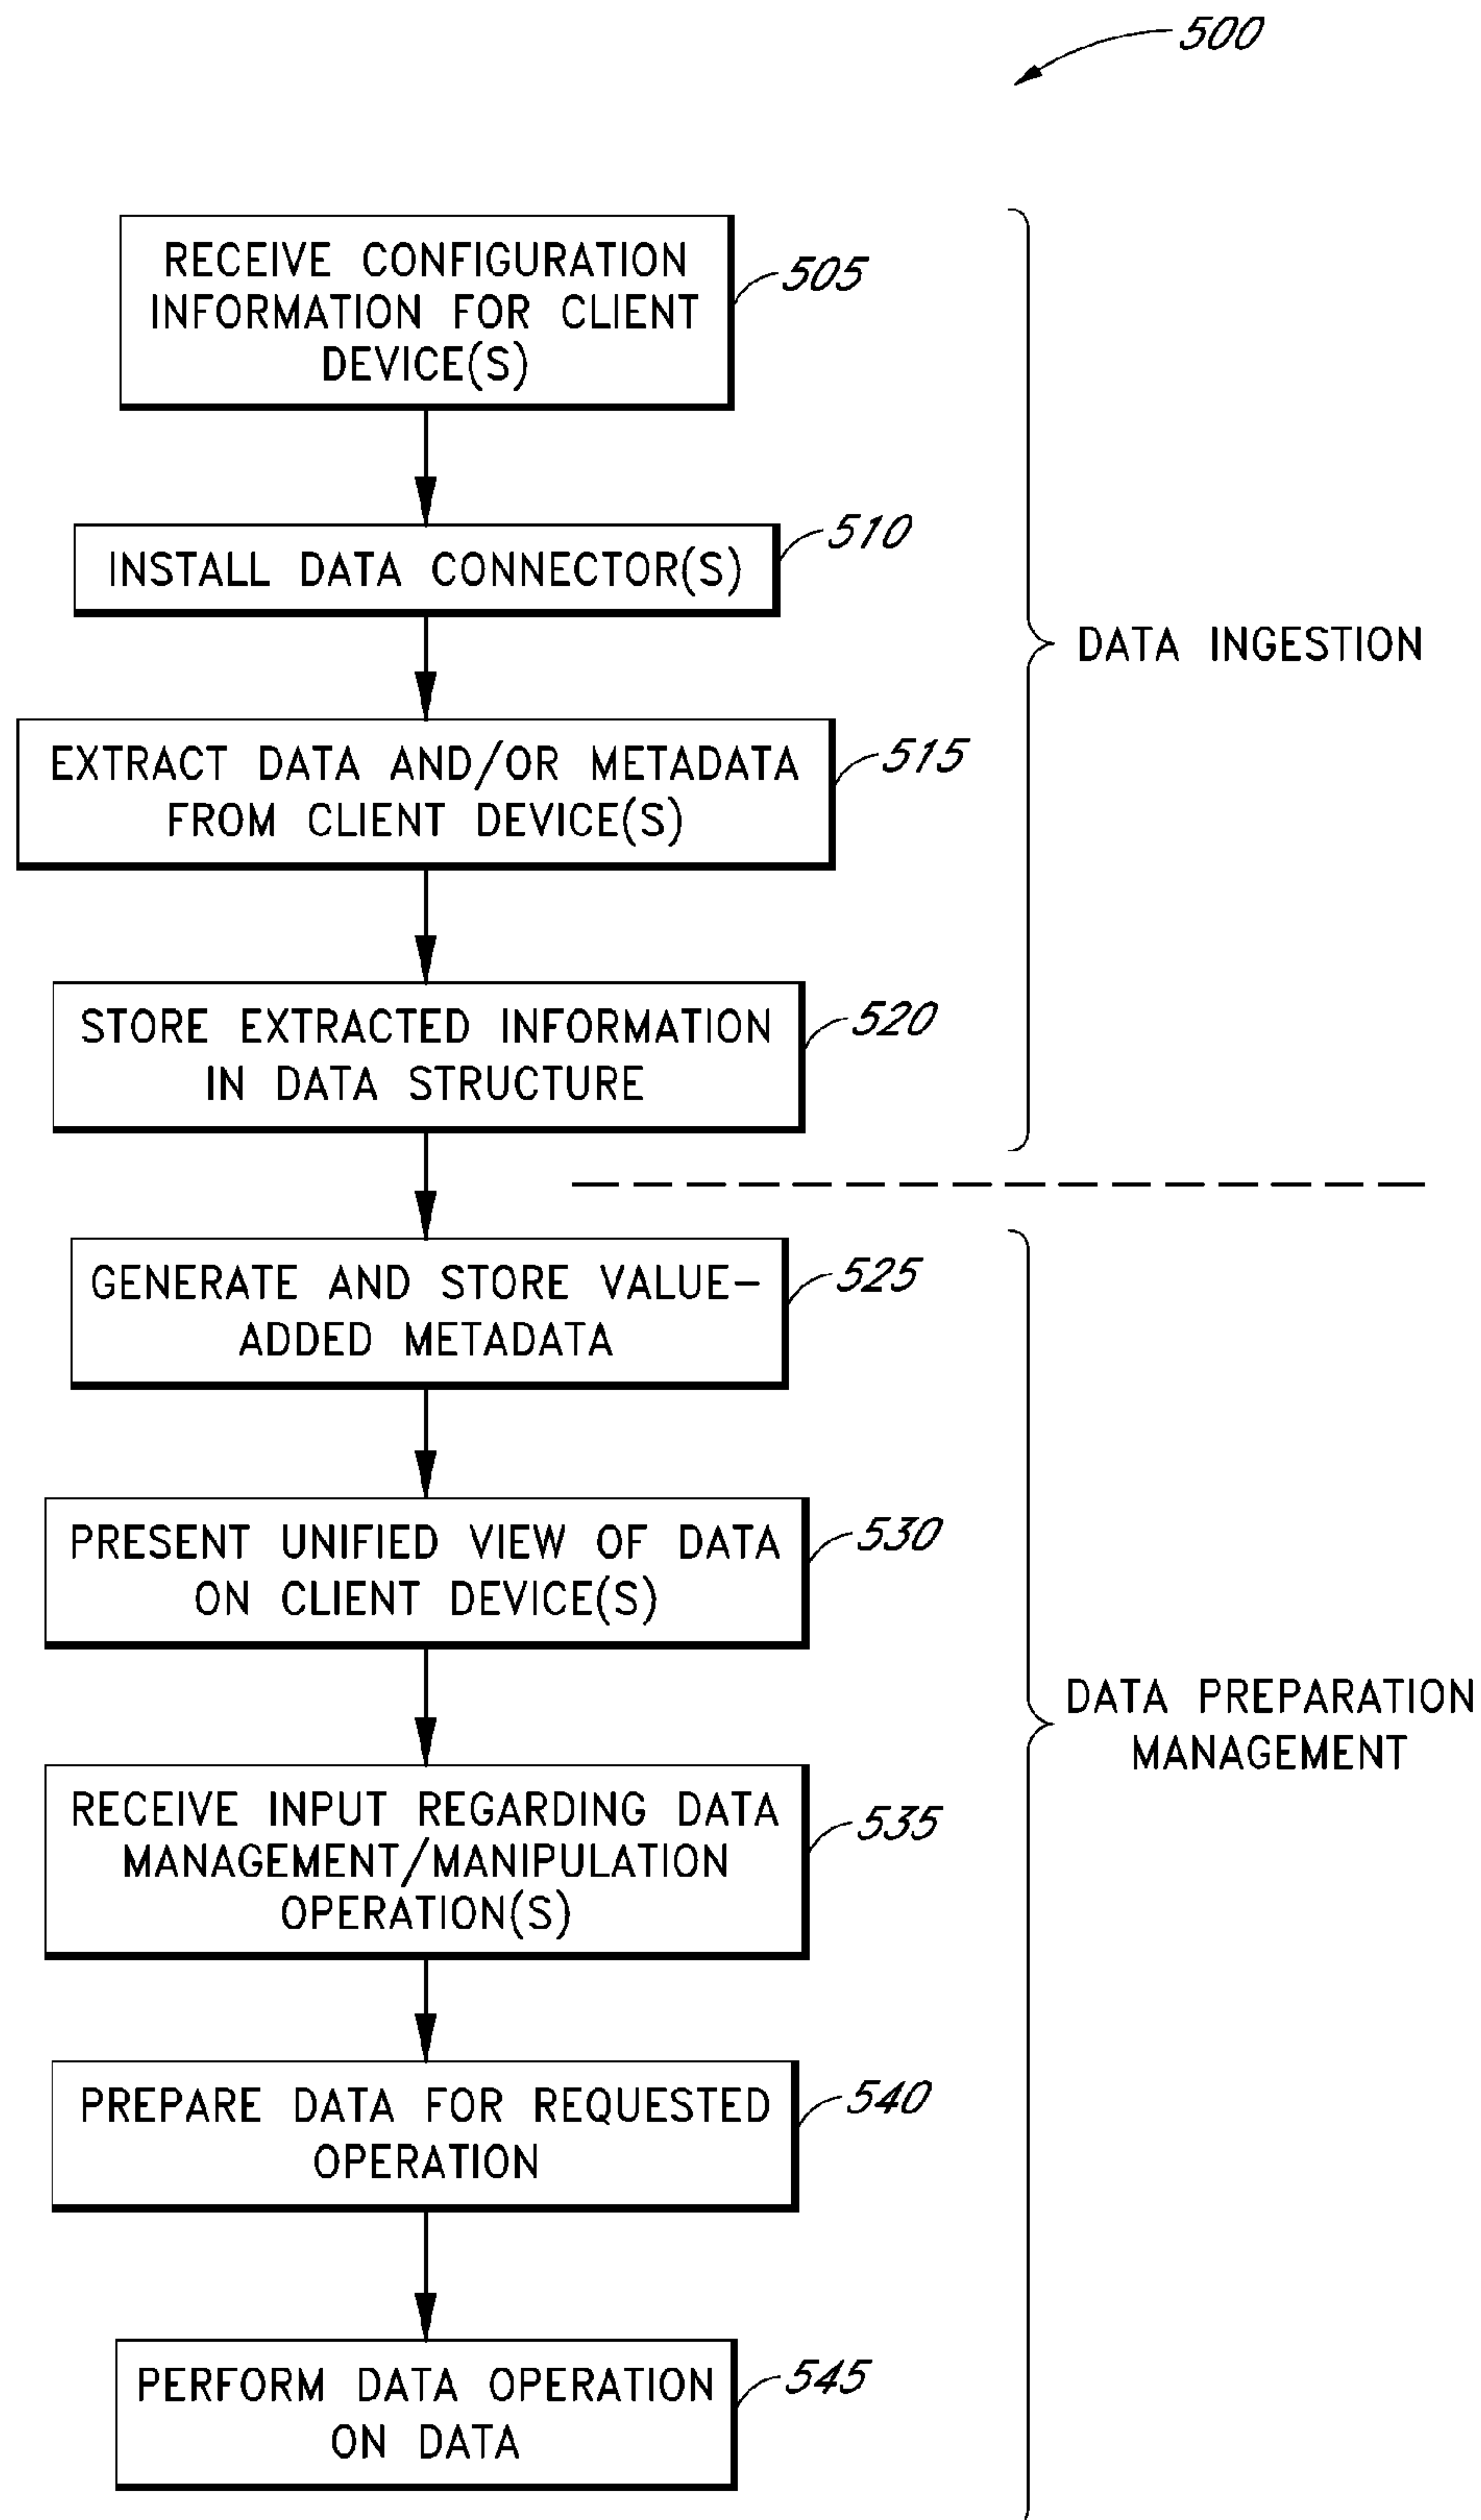 500
RECEIVE CONFIGURATION
INFORMATION FOR CLIENT
DEVICE(S)
505
INSTALL DATA CONNECTOR(S)
510
DATA INGESTION
EXTRACT DATA AND/OR METADATA
FROM CLIENT DEVICE(S)
515
STORE EXTRACTED INFORMATION
IN DATA STRUCTURE
520
GENERATE AND STORE VALUE-
ADDED METADATA
525
PRESENT UNIFIED VIEW OF DATA
ON CLIENT DEVICE(S)
530
DATA PREPARATION
MANAGEMENT
RECEIVE INPUT REGARDING DATA
MANAGEMENT/MANIPULATION
OPERATION(S)
535
PREPARE DATA FOR REQUESTED
OPERATION
540
PERFORM DATA OPERATION
ON DATA
545